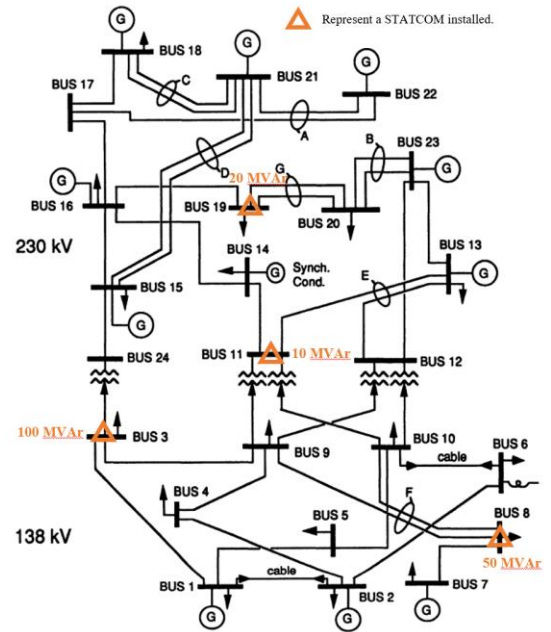 Represent a STATCOM installed.
G
BUS 18
G
BUS 21
G
BUS 17
C
BUS 22
A
B
BUS 23
D
G
20 MVAr
G
G
BUS 16
BUS 19
BUS 20
230 kV
BUS 14
BUS 13
G
Synch.
Cond.
G
BUS 15
E
G
BUS 24
BUS 11
10 MVAr
BUS 12
100 MVAr
BUS 3
BUS 9
BUS 10
BUS 6
cable
BUS 4
F
BUS 8
138 kV
BUS 5
50 MVAr
cable
BUS 7
BUS 1
BUS 2
G
G
G